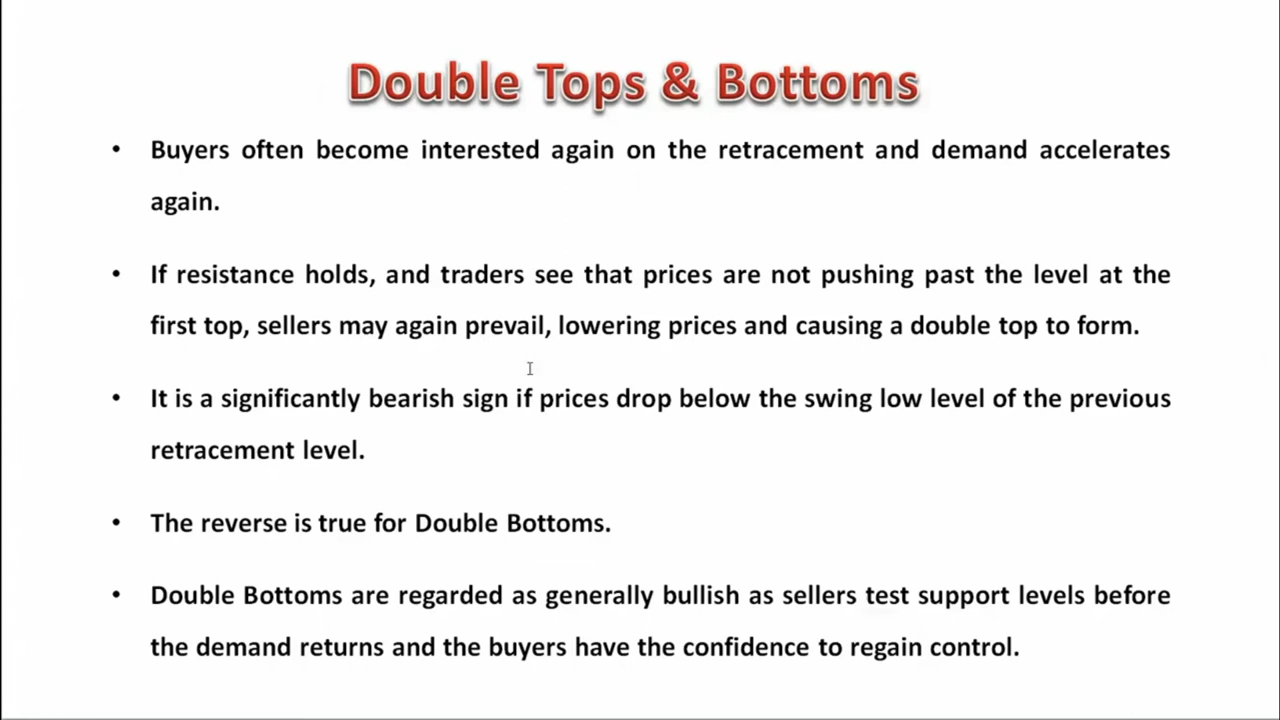 Double Tops & Bottoms
• Buyers often become interested again on the retracement and demand accelerates
again.
• If resistance holds, and traders see that prices are not pushing past the level at the
first top, sellers may again prevail, lowering prices and causing a double top to form.
• It is a significantly bearish sign if prices drop below the swing low level of the previous
retracement level.
• The reverse is true for Double Bottoms.
• Double Bottoms are regarded as generally bullish as sellers test support levels before
the demand returns and the buyers have the confidence to regain control.